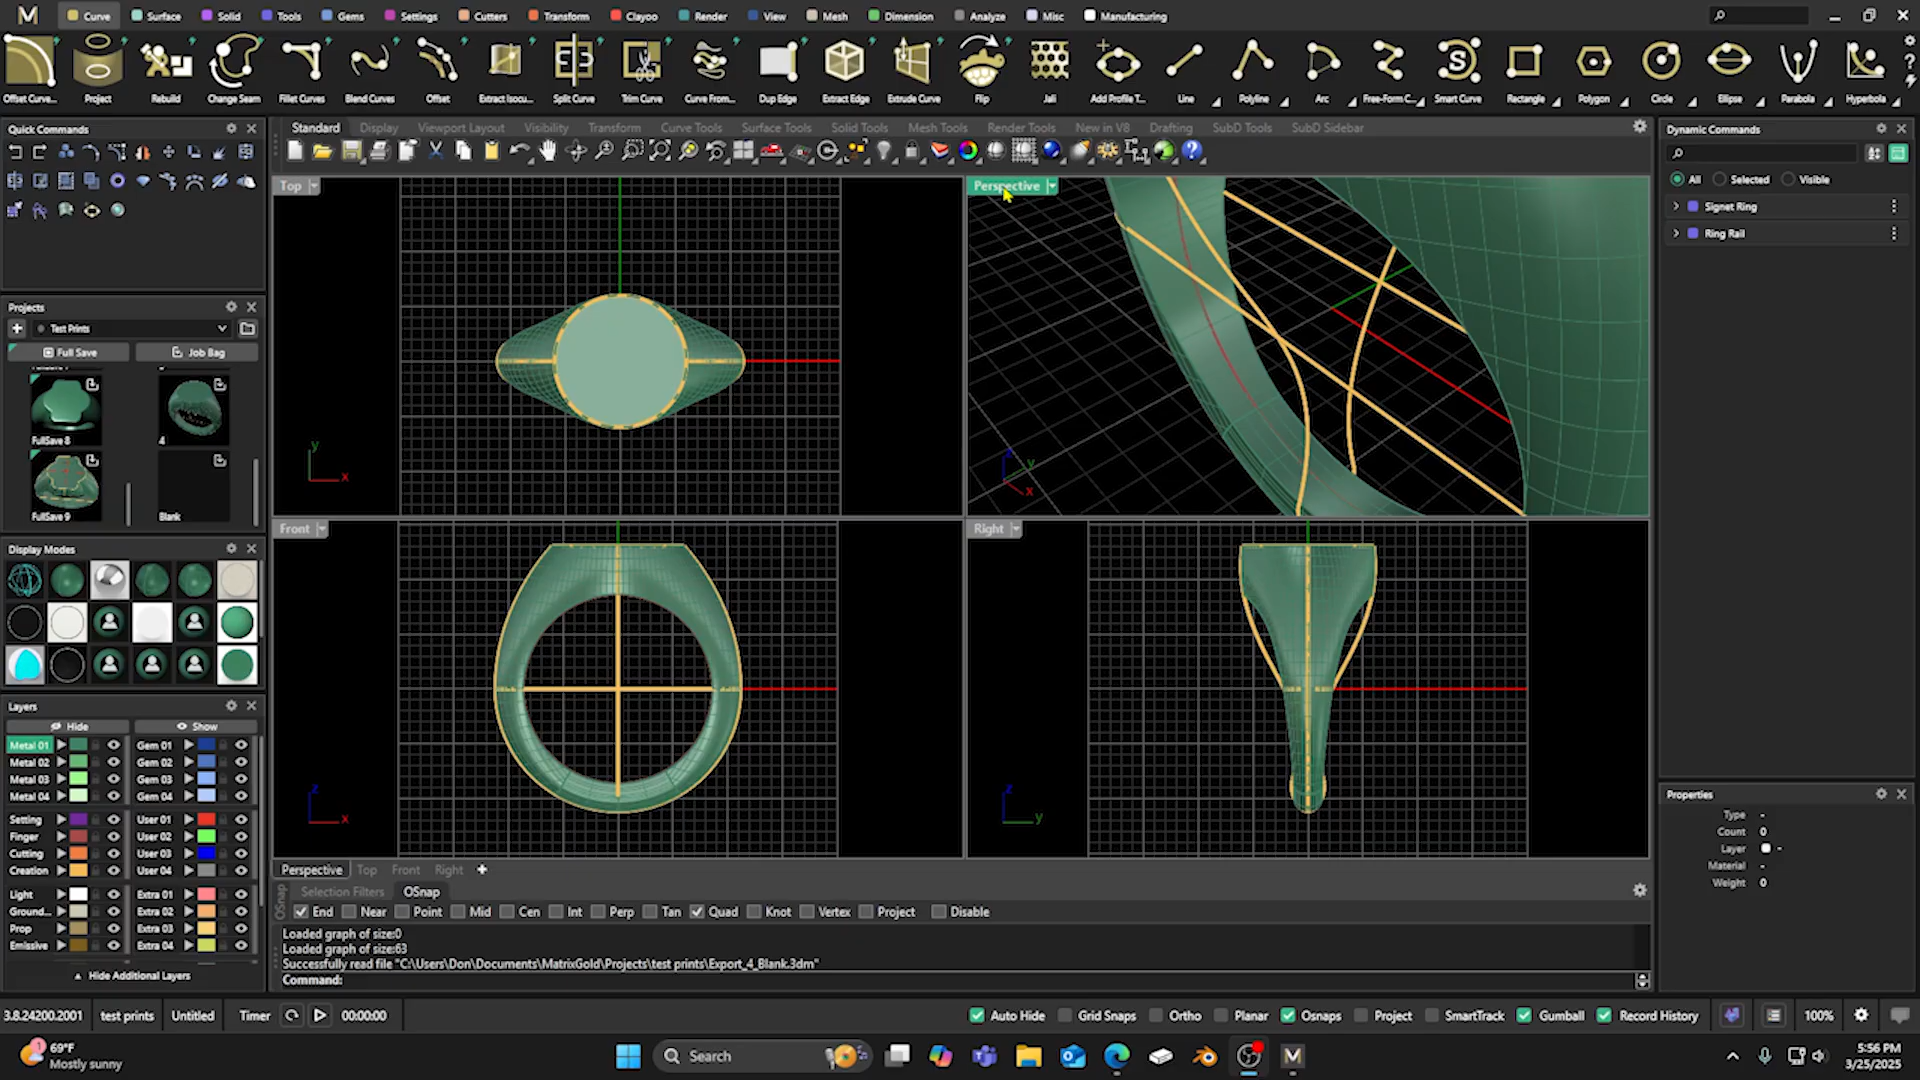 Curve Surface Solid Tools Gems Settings Cutters Transform Clayoo Render View Mesh Dimension Analyze Misc Manufacturing
Offset Curve... Project Rebuild Change Seam Fillet Curves Blend Curves Offset Extract Isocu... Split Curve Trim Curve Curve From... Dup Edge Extract Edge Extrude Curve Flip Jali Add Profile T... Line Polyline Arc Free-Form C... Smart Curve Rectangle Polygon Circle Ellipse Parabola Hyperbola
Quick Commands
Standard Display Viewport Layout Visibility Transform Curve Tools Surface Tools Solid Tools Mesh Tools Render Tools New in V8 Drafting SubD Tools SubD Sidebar
Dynamic Commands
All Selected Visible
Signet Ring
Ring Rail
Top
Perspective
y
x
z
y
x
Front
Right
z
x
z
y
Projects
Test Prints
Full Save Job Bag
FullSave 8
4
FullSave 9
Blank
Display Modes
Layers
Hide Show
Metal 01 Gem 01
Metal 02 Gem 02
Metal 03 Gem 03
Metal 04 Gem 04
Setting User 01
Finger User 02
Cutting User 03
Creation User 04
Light Extra 01
Ground... Extra 02
Prop Extra 03
Emissive Extra 04
Hide Additional Layers
Properties
Type -
Count 0
Layer -
Material -
Weight 0
Perspective Top Front Right
OSnap
Selection Filters OSnap
End Near Point Mid Cen Int Perp Tan Quad Knot Vertex Project Disable
Loaded graph of size:0
Loaded graph of size:63
Successfully read file "C:\Users\Don\Documents\MatrixGold\Projects\test prints\Export_4_Blank.3dm"
Command:
3.8.24200.2001 test prints Untitled Timer 00:00:00 Auto Hide Grid Snaps Ortho Planar Osnaps Project SmartTrack Gumball Record History 100%
1
69°F
Mostly sunny
Search
5:56 PM
3/25/2025